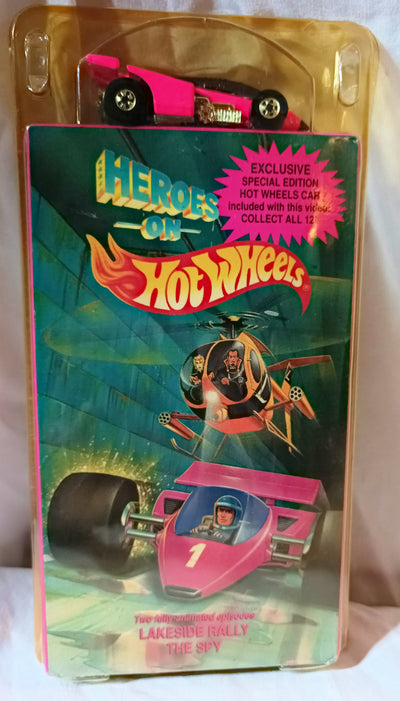 HEROES
ON
HOT WHEELS
EXCLUSIVE
SPECIAL EDITION
HOT WHEELS CAR
included with this video
COLLECT ALL 12
1
Two fully animated episodes
LAKESIDE RALLY
THE SPY